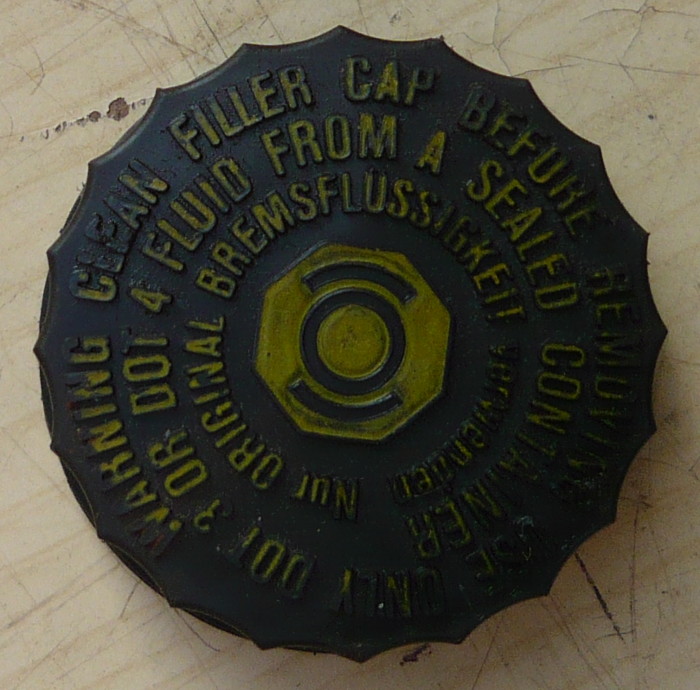 WARNING CLEAN FILLER CAP BEFORE REMOVING USE
ONLY DOT 3 OR DOT 4 FLUID FROM A SEALED CONTAINER
Nur ORIGINAL BREMSFLÜSSIGKEIT verwenden